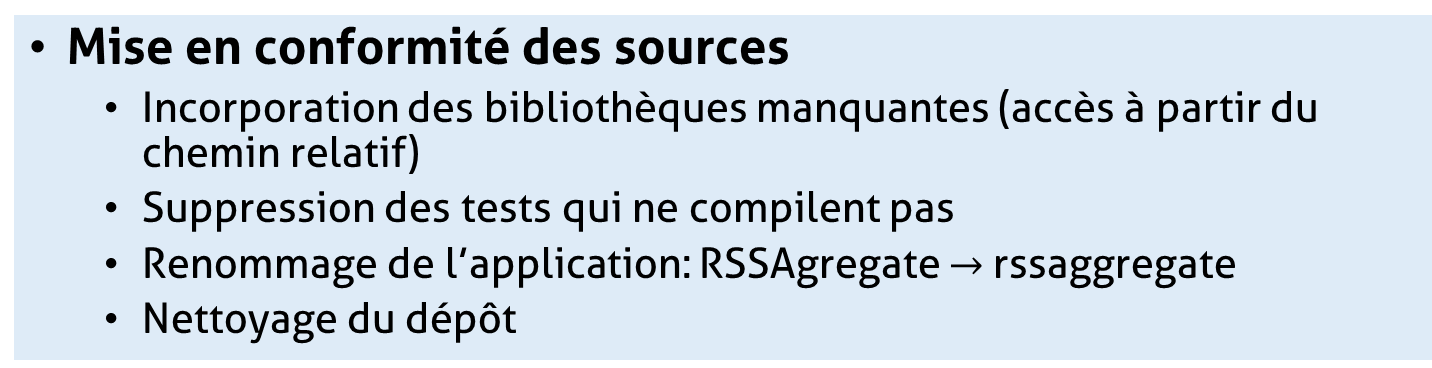 • Mise en conformité des sources
• Incorporation des bibliothèques manquantes (accès à partir du
chemin relatif)
• Suppression des tests qui ne compilent pas
• Renommage de l’application: RSSAgregate → rssaggregate
• Nettoyage du dépôt